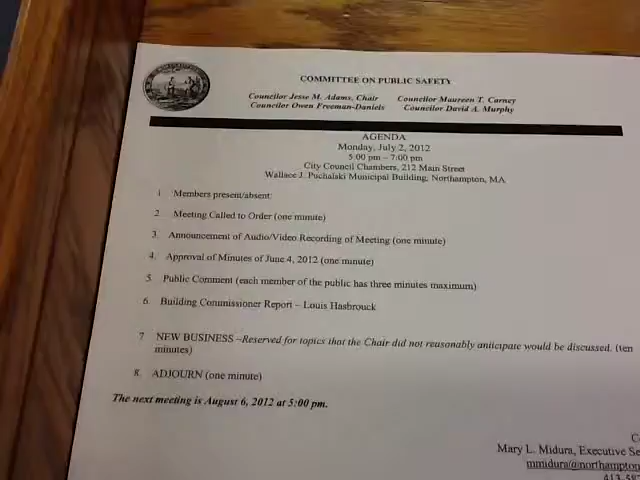 COMMITTEE ON PUBLIC SAFETY
Councilor Jesse M. Adams, Chair Councilor Maureen T. Carney
Councilor Owen Freeman-Daniels Councilor David A. Murphy
AGENDA
Monday, July 2, 2012
5:00 pm – 7:00 pm
City Council Chambers, 212 Main Street
Wallace J. Puchalski Municipal Building, Northampton, MA
1. Members present/absent:
2. Meeting Called to Order (one minute)
3. Announcement of Audio/Video Recording of Meeting (one minute)
4. Approval of Minutes of June 4, 2012 (one minute)
5. Public Comment (each member of the public has three minutes maximum)
6. Building Commissioner Report – Louis Hasbrouck
7. NEW BUSINESS –Reserved for topics that the Chair did not reasonably anticipate would be discussed. (ten
minutes)
8. ADJOURN (one minute)
The next meeting is August 6, 2012 at 5:00 pm.
Mary L. Midura, Executive Se
mmidura@northampton